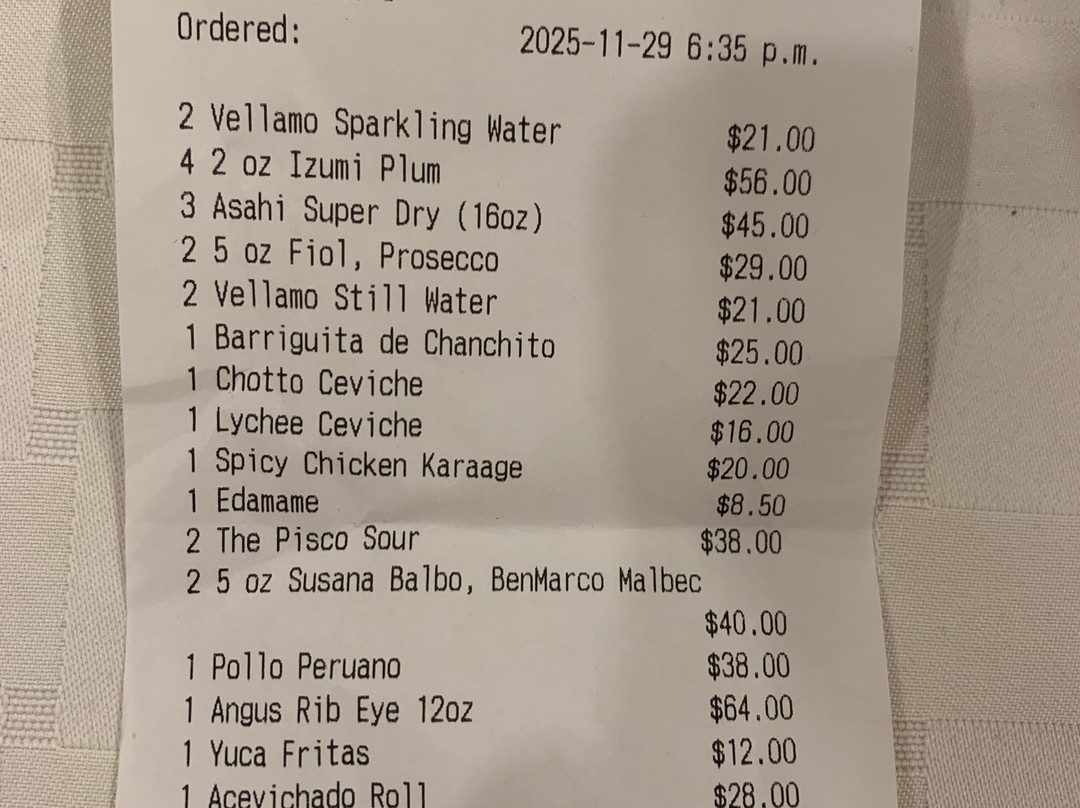 Ordered: 2025-11-29 6:35 p.m.
2 Vellamo Sparkling Water $21.00
4 2 oz Izumi Plum $56.00
3 Asahi Super Dry (16oz) $45.00
2 5 oz Fiol, Prosecco $29.00
2 Vellamo Still Water $21.00
1 Barriguita de Chanchito $25.00
1 Chotto Ceviche $22.00
1 Lychee Ceviche $16.00
1 Spicy Chicken Karaage $20.00
1 Edamame $8.50
2 The Pisco Sour $38.00
2 5 oz Susana Balbo, BenMarco Malbec
$40.00
1 Pollo Peruano $38.00
1 Angus Rib Eye 12oz $64.00
1 Yuca Fritas $12.00
1 Acevichado Roll $28.00